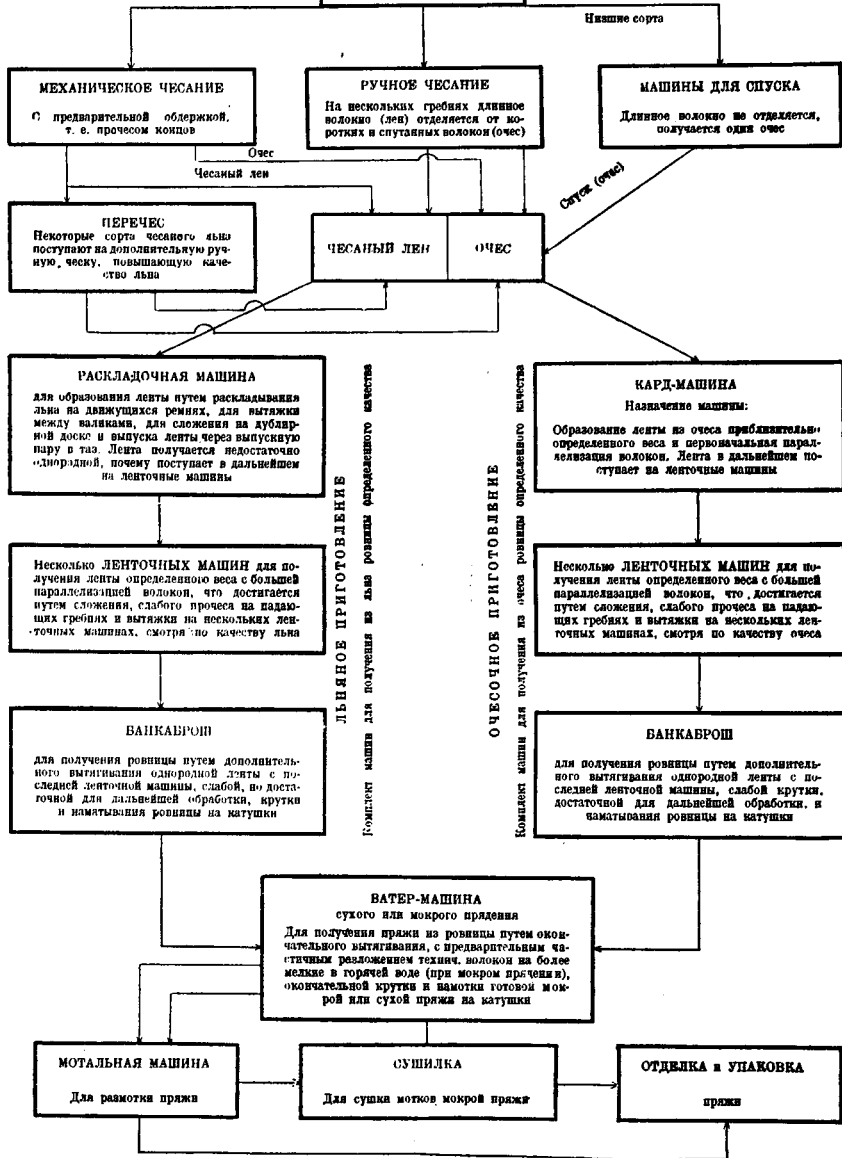 Низшие сорта
МЕХАНИЧЕСКОЕ ЧЕСАНИЕ
С предварительной обдержкой,
т. е. прочесом концов
РУЧНОЕ ЧЕСАНИЕ
На нескольких гребнях длинное
волокно (лен) отделяется от ко-
ротких и спутанных волокон (очес)
МАШИНЫ ДЛЯ СПУСКА
Длинное волокно не отделяется,
получается один очес
Очес
Чесаный лен
Спуск (очес)
ПЕРЕЧЕС
Некоторые сорта чесаного льна
поступают на дополнительную руч-
ную ческу, повышающую каче-
ство льна
ЧЕСАНЫЙ ЛЕН
ОЧЕС
РАСКЛАДОЧНАЯ МАШИНА
для образования ленты путем раскладывания
льна на движущихся ремнях, для вытяжки
между валиками, для сложения на дублир-
ной доске и выпуска ленты через выпускную
пару в таз. Лента получается недостаточно
однородной, почему поступает в дальнейшем
на ленточные машины
ЛЬНЯНОЕ ПРИГОТОВЛЕНИЕ
Комплект машин для получения из льна ровницы определенного качества
ОЧЕСОЧНОЕ ПРИГОТОВЛЕНИЕ
Комплект машин для получения из очеса ровницы определенного качества
КАРД-МАШИНА
Назначение машины:
Образование ленты из очеса приблизительно
определенного веса и первоначальная парал-
лелизация волокон. Лента в дальнейшем по-
ступает на ленточные машины
Несколько ЛЕНТОЧНЫХ МАШИН для по-
лучения ленты определенного веса с большей
параллелизацией волокон, что достигается
путем сложения, слабого прочеса на падаю-
щих гребнях и вытяжки на нескольких лен-
точных машинах, смотря по качеству льна
Несколько ЛЕНТОЧНЫХ МАШИН для по-
лучения ленты определенного веса с большей
параллелизацией волокон, что достигается
путем сложения, слабого прочеса на падаю-
щих гребнях и вытяжки на нескольких лен-
точных машинах, смотря по качеству очеса
БАНКАБРОШ
для получения ровницы путем дополнитель-
ного вытягивания однородной ленты с по-
следней ленточной машины, слабой, но доста-
точной для дальнейшей обработки, крутки
и наматывания ровницы на катушки
БАНКАБРОШ
для получения ровницы путем дополнитель-
ного вытягивания однородной ленты с по-
следней ленточной машины, слабой крутки,
достаточной для дальнейшей обработки, и
наматывания ровницы на катушки
ВАТЕР-МАШИНА
сухого или мокрого прядения
Для получения пряжи из ровницы путем окон-
чательного вытягивания, с предварительным ча-
стичным разложением технич. волокон на более
мелкие в горячей воде (при мокром прядении),
окончательной крутки и намотки готовой мок-
рой или сухой пряжи на катушки
МОТАЛЬНАЯ МАШИНА
Для размотки пряжи
СУШИЛКА
Для сушки мотков мокрой пряжи
ОТДЕЛКА и УПАКОВКА
пряжи